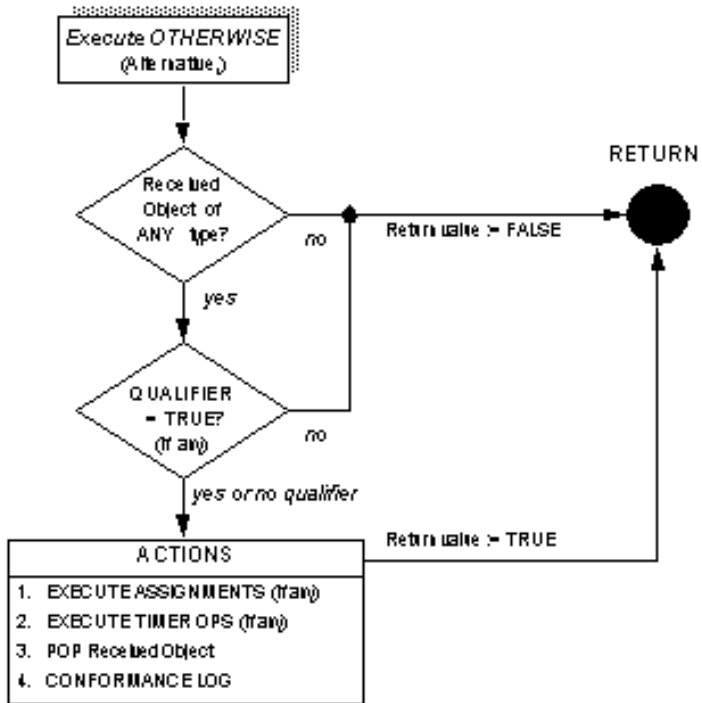 Execute OTHERWISE
(Alternative)
RETURN
Received
Object of
ANY type?
no
Return value := FALSE
yes
QUALIFIER
= TRUE?
(if any)
no
yes or no qualifier
Return value := TRUE
ACTIONS
1. EXECUTE ASSIGNMENTS (if any)
2. EXECUTE TIMER OPS (if any)
3. POP Received Object
4. CONFORMANCE LOG